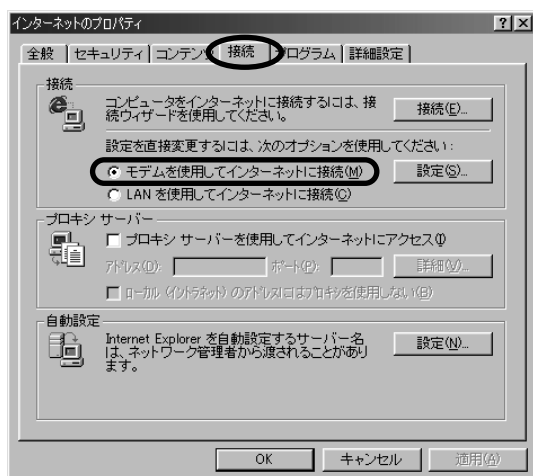 インターネットのプロパティ
全般 セキュリティ コンテンツ 接続 プログラム 詳細設定
接続
コンピュータをインターネットに接続するには、接
続ウィザードを使用してください。
接続(E)...
設定を直接変更するには、次のオプションを使用してください:
モデムを使用してインターネットに接続(M)
設定(S)...
LAN を使用してインターネットに接続(C)
プロキシ サーバー
プロキシ サーバーを使用してインターネットにアクセス(I)
アドレス(D): ポート(P): 詳細(V)...
ローカル (イントラネット) のアドレスにはプロキシを使用しない(B)
自動設定
Internet Explorer を自動設定するサーバー名
は、ネットワーク管理者から渡されることがあり
ます。
設定(N)...
OK キャンセル 適用(A)